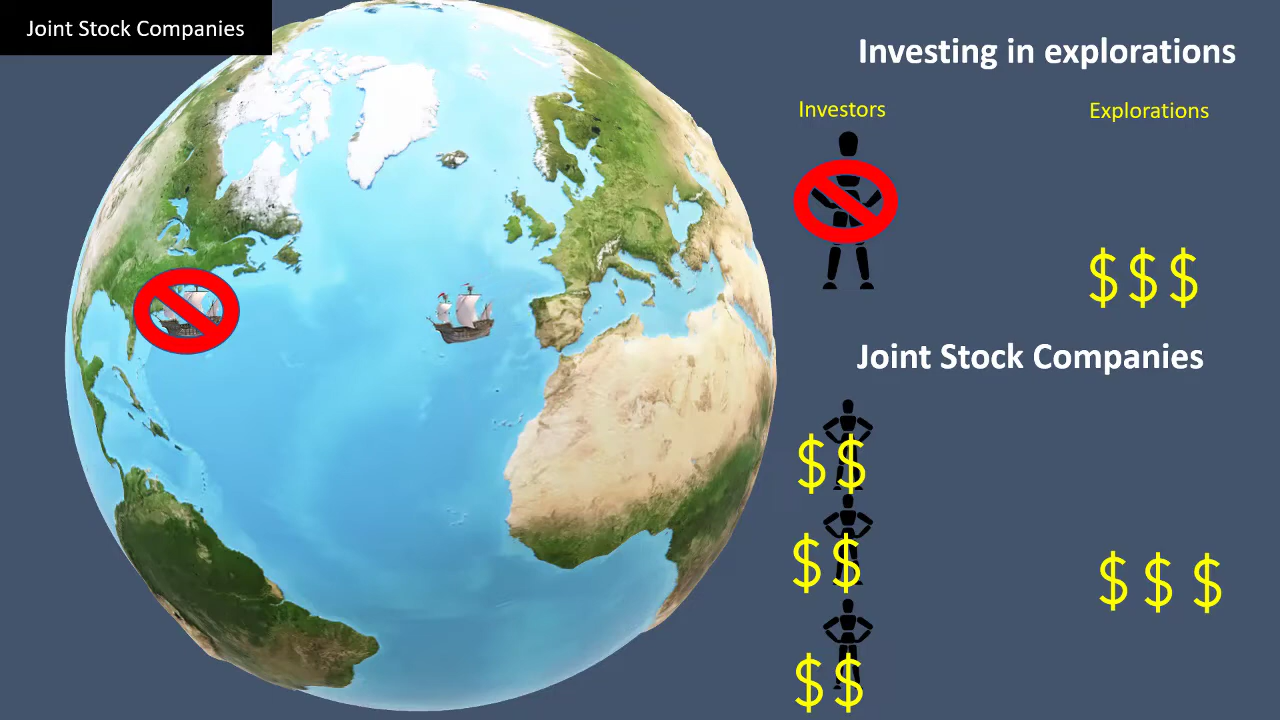 Joint Stock Companies
Investing in explorations
Investors
Explorations
$ $ $
Joint Stock Companies
$ $
$ $
$ $ $
$ $